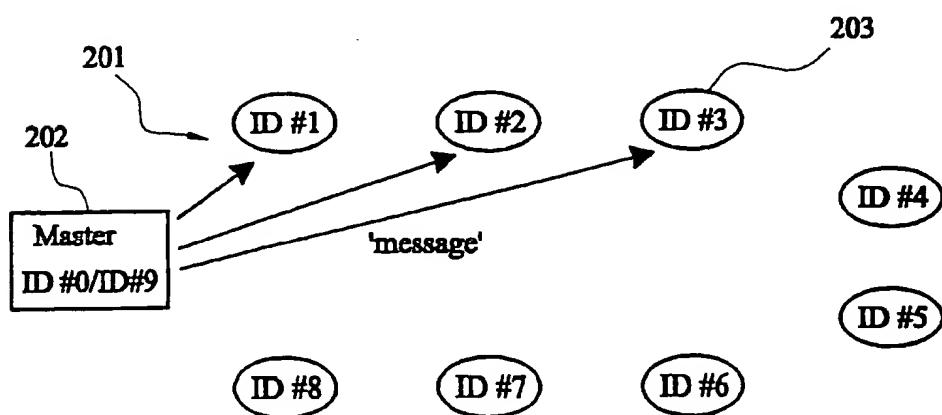 203
201
ID #1
ID #2
ID #3
202
ID #4
Master
ID #0/ID#9
'message'
ID #5
ID #8
ID #7
ID #6